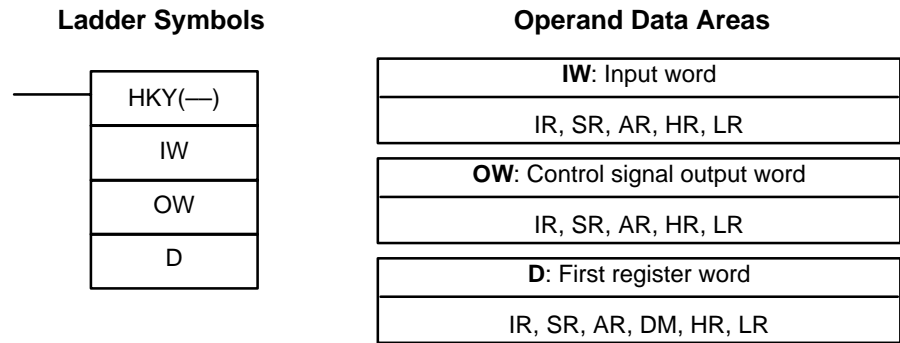 Ladder Symbols
HKY(––)
IW
OW
D
Operand Data Areas
IW: Input word
IR, SR, AR, HR, LR
OW: Control signal output word
IR, SR, AR, HR, LR
D: First register word
IR, SR, AR, DM, HR, LR